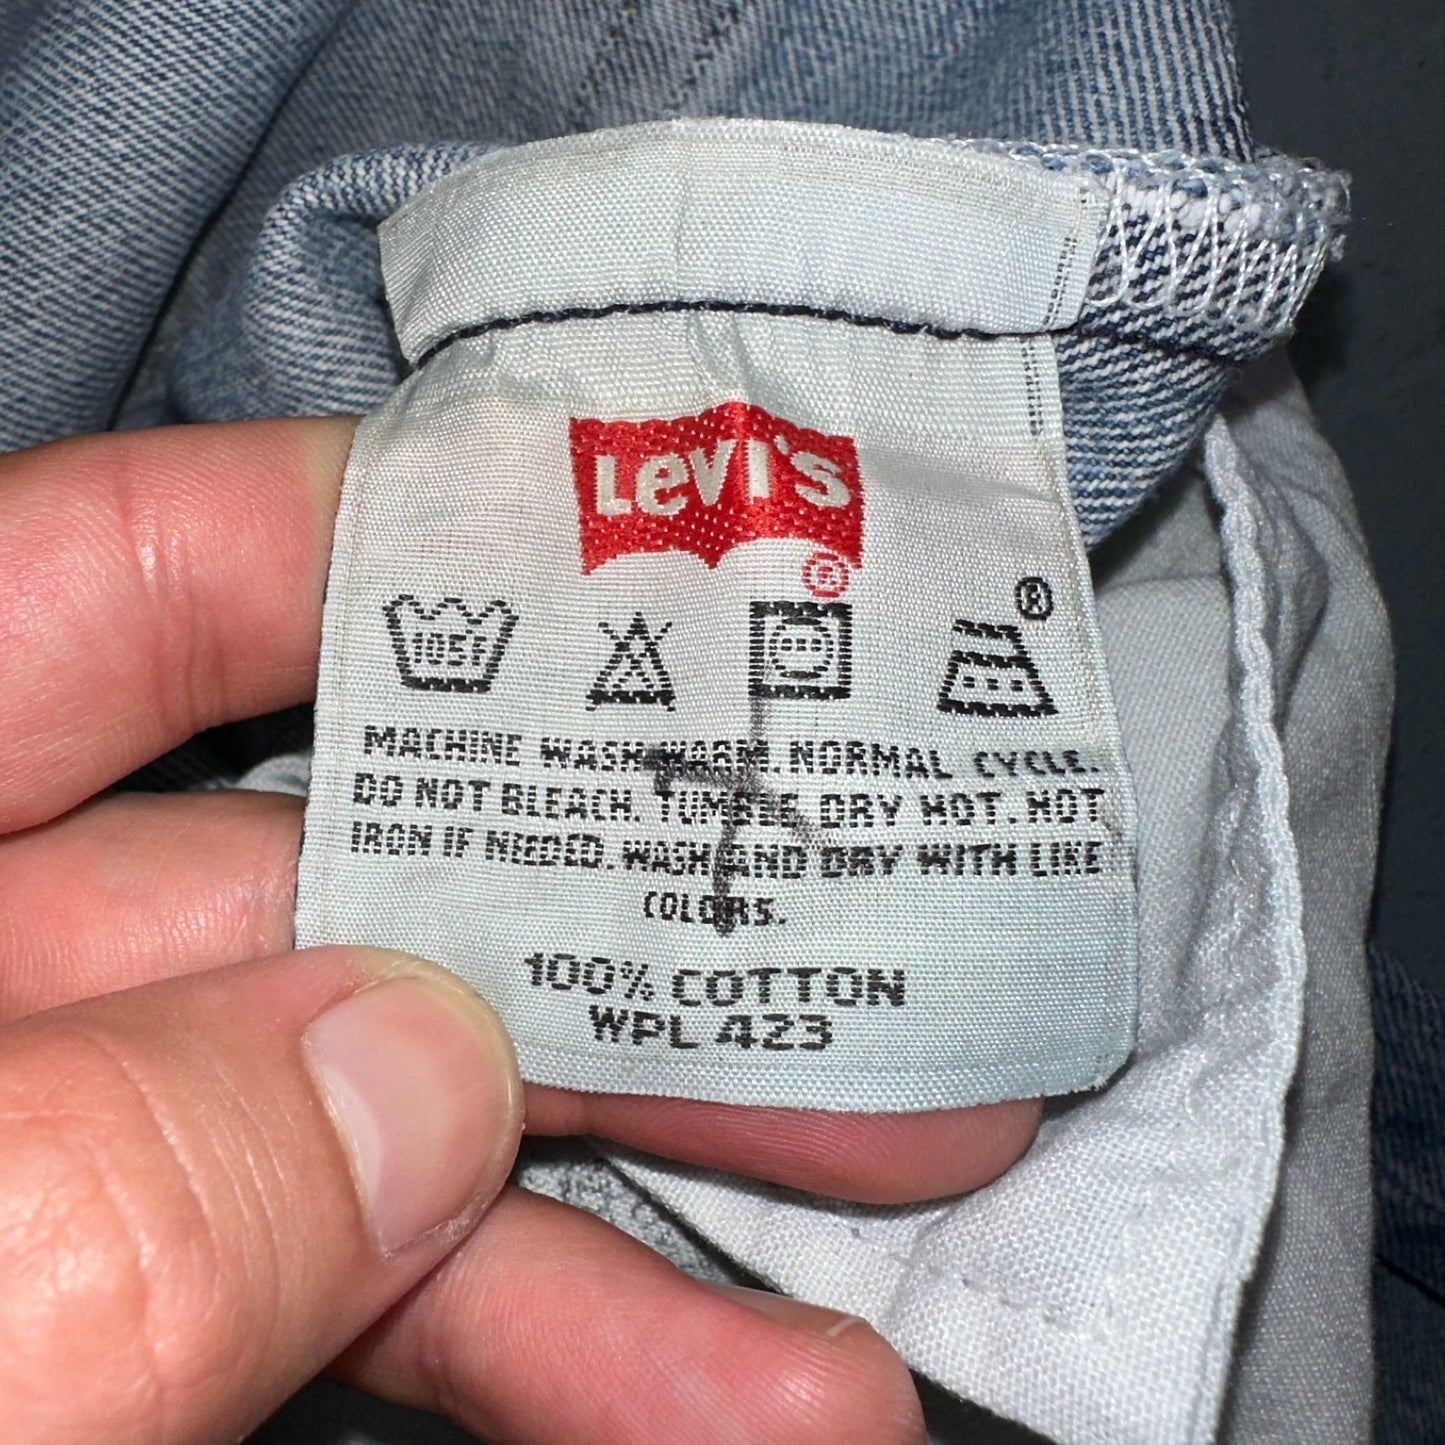 Levi's
®
®
105F
MACHINE WASH WARM. NORMAL CYCLE.
DO NOT BLEACH. TUMBLE DRY HOT. HOT
IRON IF NEEDED. WASH AND DRY WITH LIKE
COLORS.
100% COTTON
WPL 423